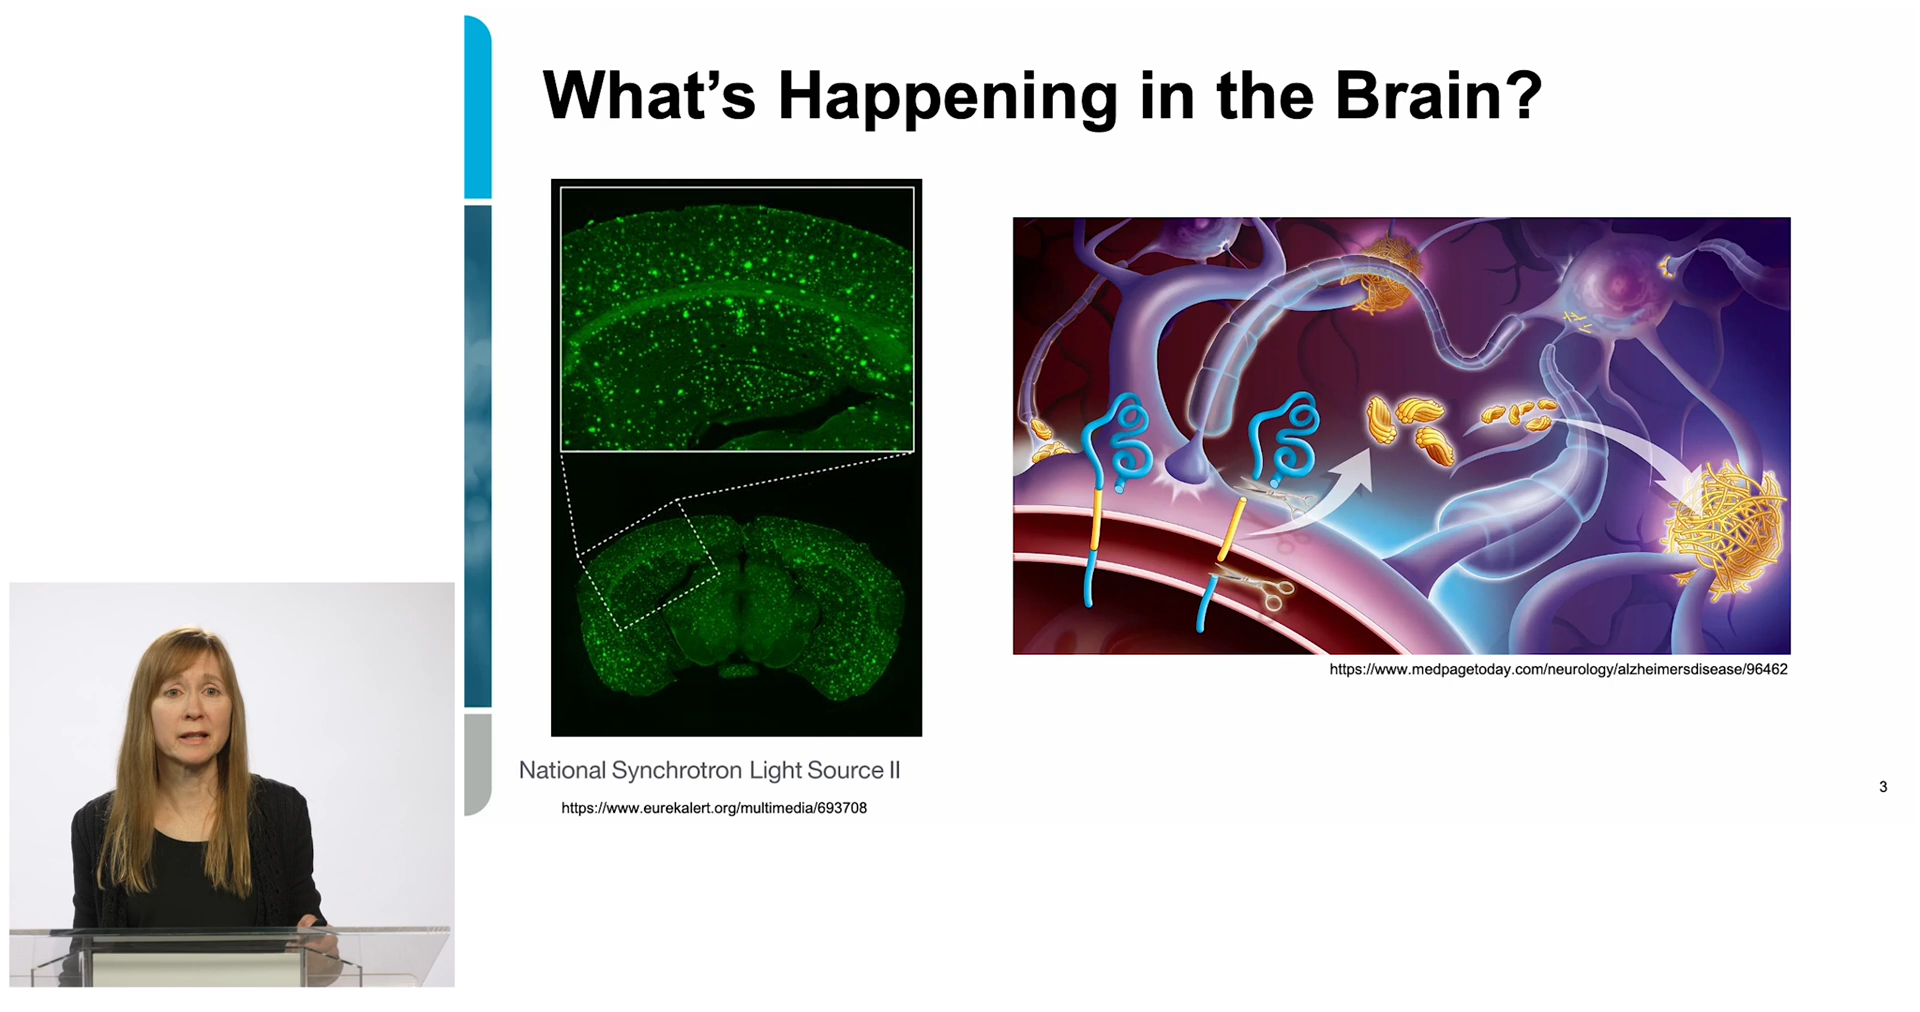 What’s Happening in the Brain?
https://www.medpagetoday.com/neurology/alzheimersdisease/96462
National Synchrotron Light Source II
https://www.eurekalert.org/multimedia/693708
3